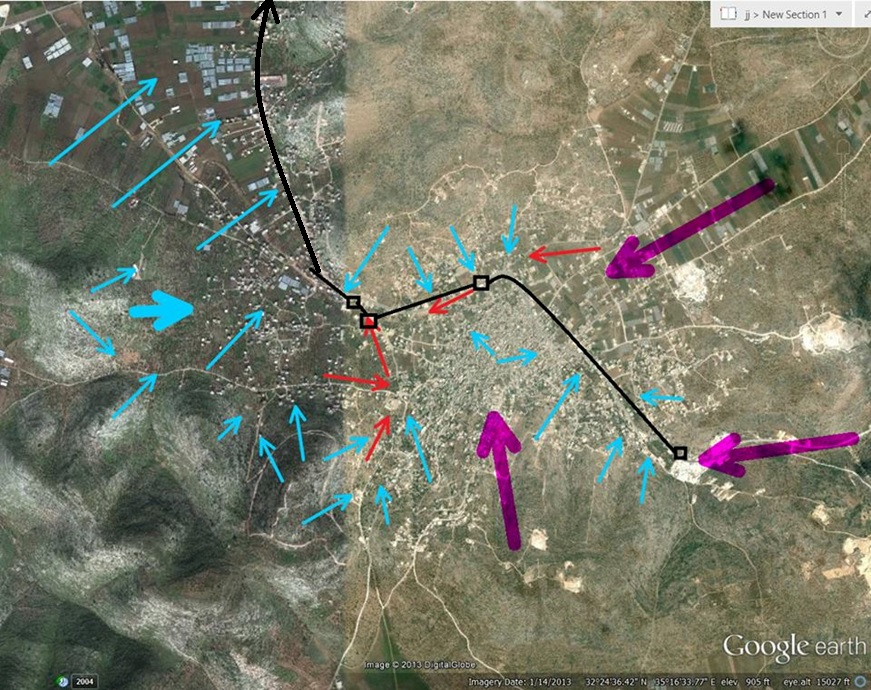 jj > New Section 1
Google earth
Image © 2013 DigitalGlobe
2004
Imagery Date: 1/14/2013 32°24'36.42" N 35°16'33.77" E elev 905 ft eye alt 15027 ft